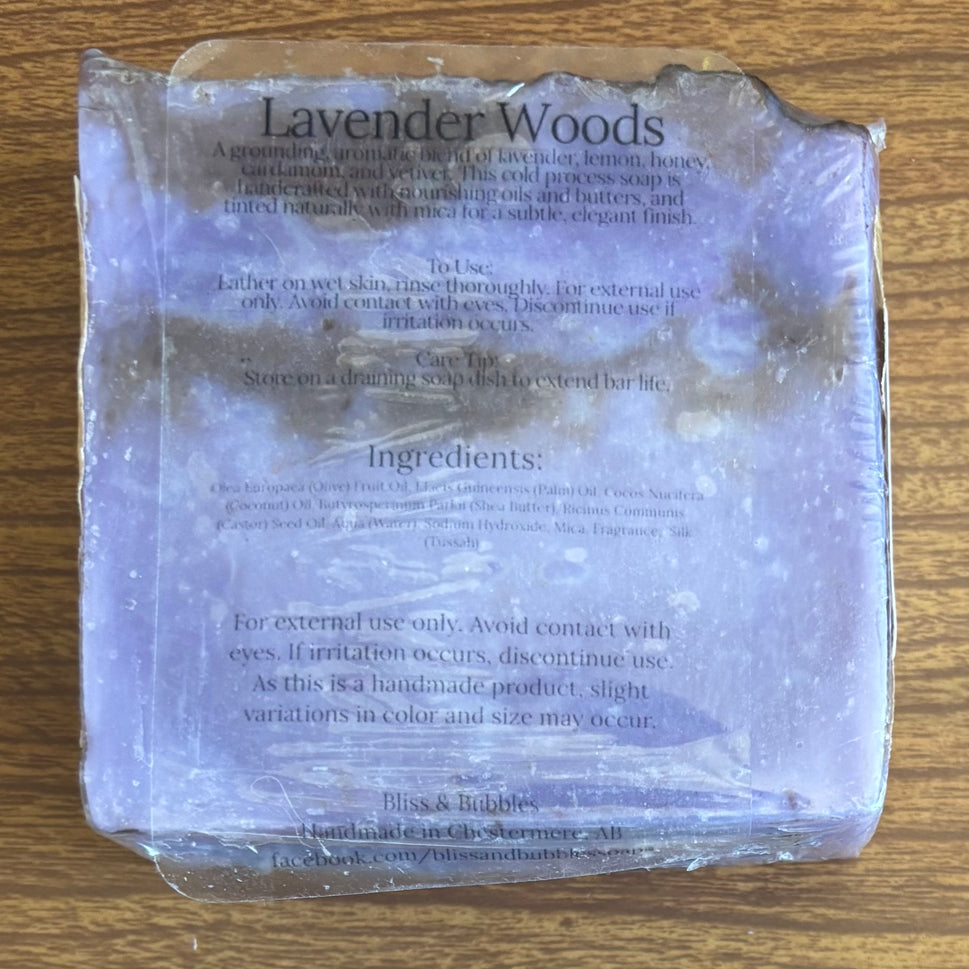 Lavender Woods
A grounding, aromatic blend of lavender, lemon, honey,
cardamom, and vetiver. This cold process soap is
handcrafted with nourishing oils and butters, and
tinted naturally with mica for a subtle, elegant finish.
To Use:
Lather on wet skin, rinse thoroughly. For external use
only. Avoid contact with eyes. Discontinue use if
irritation occurs.
Care Tip:
Store on a draining soap dish to extend bar life.
Ingredients:
Olea Europaea (Olive) Fruit Oil, Elaeis Guineensis (Palm) Oil, Cocos Nucifera
(Coconut) Oil, Butyrospermum Parkii (Shea Butter), Ricinus Communis
(Castor) Seed Oil, Aqua (Water), Sodium Hydroxide, Mica, Fragrance, Silk
(Tussah)
For external use only. Avoid contact with
eyes. If irritation occurs, discontinue use.
As this is a handmade product, slight
variations in color and size may occur.
Bliss & Bubbles
Handmade in Chestermere, AB
facebook.com/blissandbubblessoaps